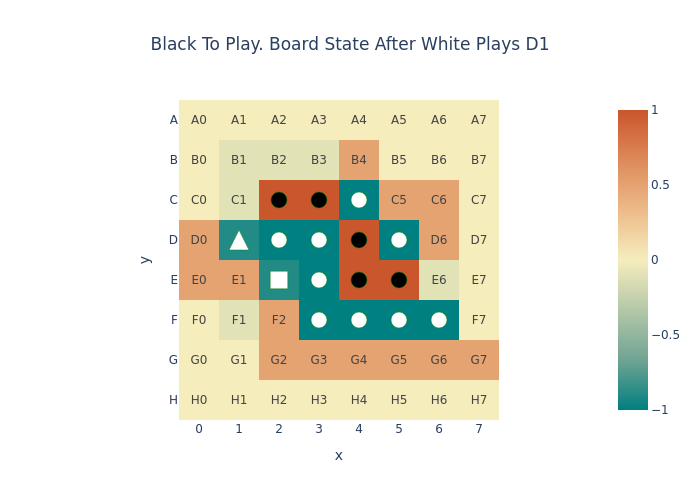 Black To Play. Board State After White Plays D1
A A0 A1 A2 A3 A4 A5 A6 A7
B B0 B1 B2 B3 B4 B5 B6 B7
C C0 C1 C5 C6 C7
D D0 D6 D7
E E0 E1 E6 E7
F F0 F1 F2 F7
G G0 G1 G2 G3 G4 G5 G6 G7
H H0 H1 H2 H3 H4 H5 H6 H7
0 1 2 3 4 5 6 7
x
y
1
0.5
0
−0.5
−1